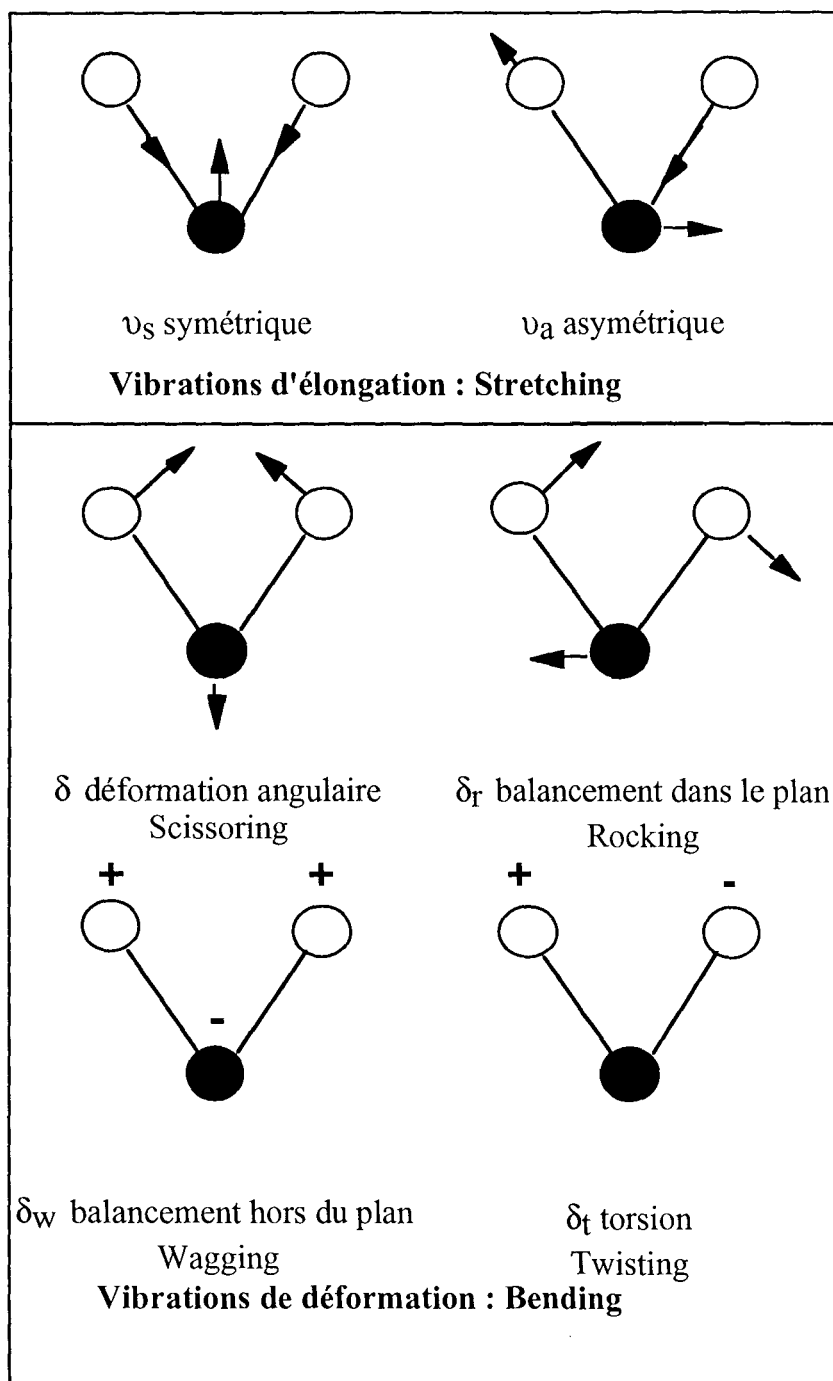 υs symétrique υa asymétrique
Vibrations d'élongation : Stretching
δ déformation angulaire δr balancement dans le plan
Scissoring Rocking
+ + + -
-
δw balancement hors du plan δt torsion
Wagging Twisting
Vibrations de déformation : Bending